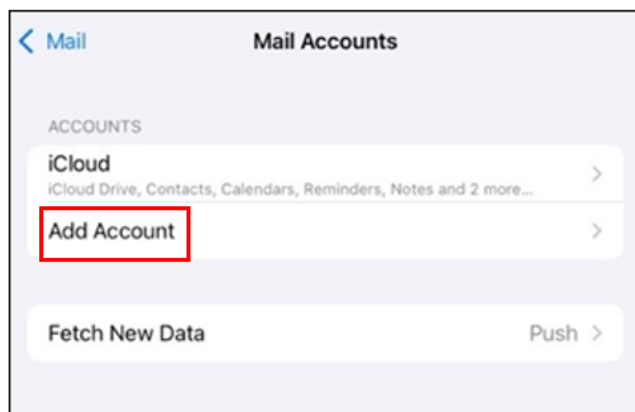 Mail
Mail Accounts
ACCOUNTS
iCloud
iCloud Drive, Contacts, Calendars, Reminders, Notes and 2 more...
Add Account
Fetch New Data
Push